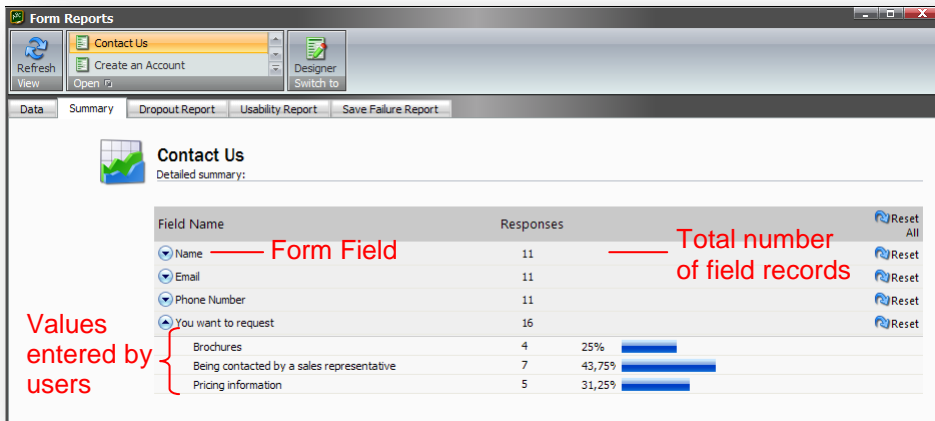 Form Reports
Contact Us
Create an Account
Refresh
Designer
View
Open
Switch to
Data Summary Dropout Report Usability Report Save Failure Report
Contact Us
Detailed summary:
Field Name Responses Reset All
Name Form Field 11 Total number of field records Reset
Email 11 Reset
Phone Number 11 Reset
You want to request 16 Reset
Values entered by users
Brochures 4 25%
Being contacted by a sales representative 7 43,75%
Pricing information 5 31,25%